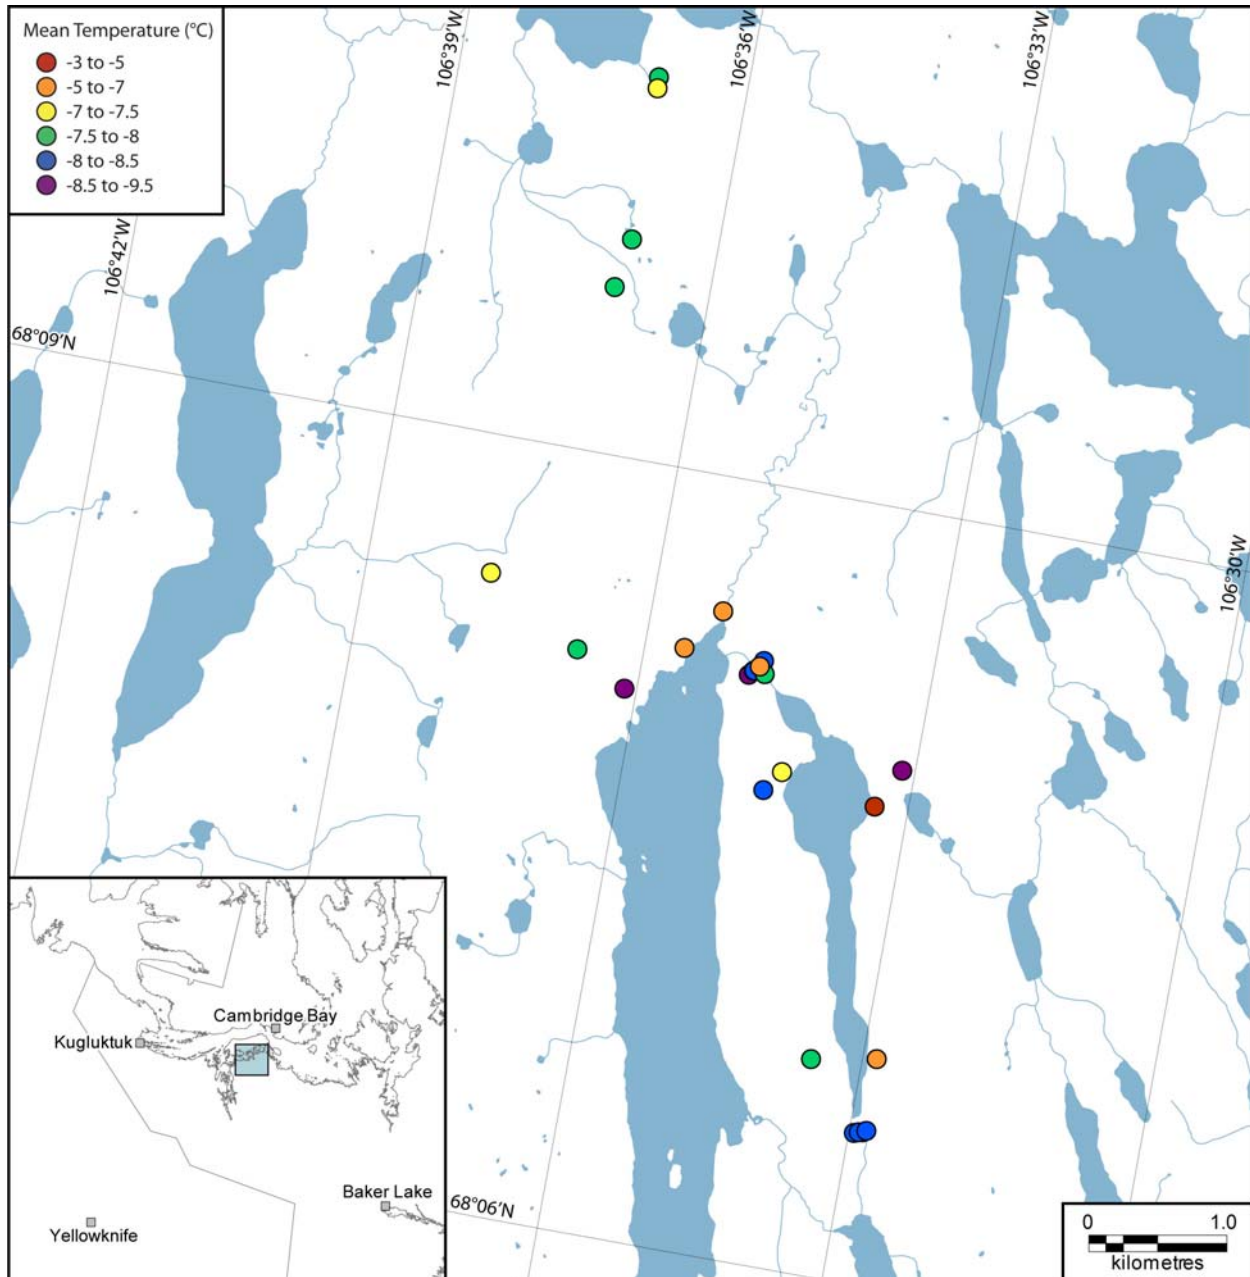 Mean Temperature (°C)
-3 to -5
-5 to -7
-7 to -7.5
-7.5 to -8
-8 to -8.5
-8.5 to -9.5
106°39'W
106°36'W
106°33'W
106°42'W
68°09'N
106°30'W
68°06'N
Cambridge Bay
Kugluktuk
Baker Lake
Yellowknife
0 1.0
kilometres